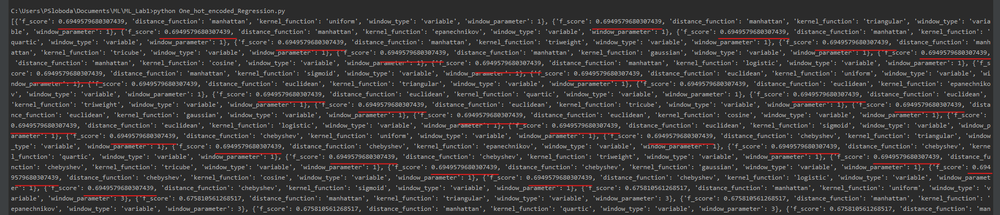 C:\Users\PSloboda\Documents\ML\ML_Lab1>python One_hot_encoded_Regression.py
[{'f_score': 0.6949579680307439, 'distance_function': 'manhattan', 'kernel_function': 'uniform', 'window_type': 'variable', 'window_parameter': 1}, {'f_score': 0.6949579680307439, 'distance_function': 'manhattan', 'kernel_function': 'triangular', 'window_type': 'varia
ble', 'window_parameter': 1}, {'f_score': 0.6949579680307439, 'distance_function': 'manhattan', 'kernel_function': 'epanechnikov', 'window_type': 'variable', 'window_parameter': 1}, {'f_score': 0.6949579680307439, 'distance_function': 'manhattan', 'kernel_function': '
quartic', 'window_type': 'variable', 'window_parameter': 1}, {'f_score': 0.6949579680307439, 'distance_function': 'manhattan', 'kernel_function': 'triweight', 'window_type': 'variable', 'window_parameter': 1}, {'f_score': 0.6949579680307439, 'distance_function': 'manh
attan', 'kernel_function': 'tricube', 'window_type': 'variable', 'window_parameter': 1}, {'f_score': 0.6949579680307439, 'distance_function': 'manhattan', 'kernel_function': 'gaussian', 'window_type': 'variable', 'window_parameter': 1}, {'f_score': 0.6949579680307439,
 'distance_function': 'manhattan', 'kernel_function': 'cosine', 'window_type': 'variable', 'window_parameter': 1}, {'f_score': 0.6949579680307439, 'distance_function': 'manhattan', 'kernel_function': 'logistic', 'window_type': 'variable', 'window_parameter': 1}, {'f_s
core': 0.6949579680307439, 'distance_function': 'manhattan', 'kernel_function': 'sigmoid', 'window_type': 'variable', 'window_parameter': 1}, {'f_score': 0.6949579680307439, 'distance_function': 'euclidean', 'kernel_function': 'uniform', 'window_type': 'variable', 'wi
ndow_parameter': 1}, {'f_score': 0.6949579680307439, 'distance_function': 'euclidean', 'kernel_function': 'triangular', 'window_type': 'variable', 'window_parameter': 1}, {'f_score': 0.6949579680307439, 'distance_function': 'euclidean', 'kernel_function': 'epanechniko
v', 'window_type': 'variable', 'window_parameter': 1}, {'f_score': 0.6949579680307439, 'distance_function': 'euclidean', 'kernel_function': 'quartic', 'window_type': 'variable', 'window_parameter': 1}, {'f_score': 0.6949579680307439, 'distance_function': 'euclidean',
'kernel_function': 'triweight', 'window_type': 'variable', 'window_parameter': 1}, {'f_score': 0.6949579680307439, 'distance_function': 'euclidean', 'kernel_function': 'tricube', 'window_type': 'variable', 'window_parameter': 1}, {'f_score': 0.6949579680307439, 'dista
nce_function': 'euclidean', 'kernel_function': 'gaussian', 'window_type': 'variable', 'window_parameter': 1}, {'f_score': 0.6949579680307439, 'distance_function': 'euclidean', 'kernel_function': 'cosine', 'window_type': 'variable', 'window_parameter': 1}, {'f_score':
0.6949579680307439, 'distance_function': 'euclidean', 'kernel_function': 'logistic', 'window_type': 'variable', 'window_parameter': 1}, {'f_score': 0.6949579680307439, 'distance_function': 'euclidean', 'kernel_function': 'sigmoid', 'window_type': 'variable', 'window_p
arameter': 1}, {'f_score': 0.6949579680307439, 'distance_function': 'chebyshev', 'kernel_function': 'uniform', 'window_type': 'variable', 'window_parameter': 1}, {'f_score': 0.6949579680307439, 'distance_function': 'chebyshev', 'kernel_function': 'triangular', 'window
_type': 'variable', 'window_parameter': 1}, {'f_score': 0.6949579680307439, 'distance_function': 'chebyshev', 'kernel_function': 'epanechnikov', 'window_type': 'variable', 'window_parameter': 1}, {'f_score': 0.6949579680307439, 'distance_function': 'chebyshev', 'kerne
l_function': 'quartic', 'window_type': 'variable', 'window_parameter': 1}, {'f_score': 0.6949579680307439, 'distance_function': 'chebyshev', 'kernel_function': 'triweight', 'window_type': 'variable', 'window_parameter': 1}, {'f_score': 0.6949579680307439, 'distance_fu
nction': 'chebyshev', 'kernel_function': 'tricube', 'window_type': 'variable', 'window_parameter': 1}, {'f_score': 0.6949579680307439, 'distance_function': 'chebyshev', 'kernel_function': 'gaussian', 'window_type': 'variable', 'window_parameter': 1}, {'f_score': 0.694
9579680307439, 'distance_function': 'chebyshev', 'kernel_function': 'cosine', 'window_type': 'variable', 'window_parameter': 1}, {'f_score': 0.6949579680307439, 'distance_function': 'chebyshev', 'kernel_function': 'logistic', 'window_type': 'variable', 'window_paramet
er': 1}, {'f_score': 0.6949579680307439, 'distance_function': 'chebyshev', 'kernel_function': 'sigmoid', 'window_type': 'variable', 'window_parameter': 1}, {'f_score': 0.675810561268517, 'distance_function': 'manhattan', 'kernel_function': 'uniform', 'window_type': 'v
ariable', 'window_parameter': 3}, {'f_score': 0.675810561268517, 'distance_function': 'manhattan', 'kernel_function': 'triangular', 'window_type': 'variable', 'window_parameter': 3}, {'f_score': 0.675810561268517, 'distance_function': 'manhattan', 'kernel_function': '
epanechnikov', 'window_type': 'variable', 'window_parameter': 3}, {'f_score': 0.675810561268517, 'distance_function': 'manhattan', 'kernel_function': 'quartic', 'window_type': 'variable', 'window_parameter': 3}, {'f_score': 0.675810561268517, 'distance_function': 'man